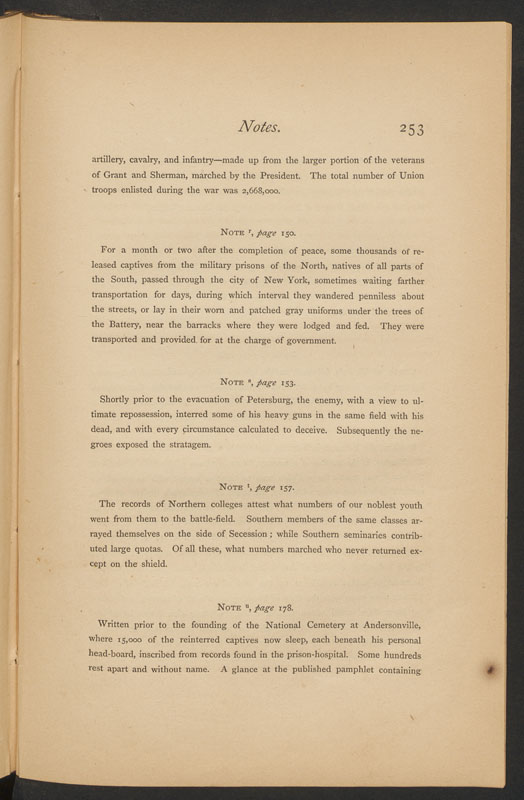 Notes. 253
artillery, cavalry, and infantry—made up from the larger portion of the veterans
of Grant and Sherman, marched by the President. The total number of Union
troops enlisted during the war was 2,668,000.
NOTE ʳ, page 150.
For a month or two after the completion of peace, some thousands of re-
leased captives from the military prisons of the North, natives of all parts of
the South, passed through the city of New York, sometimes waiting farther
transportation for days, during which interval they wandered penniless about
the streets, or lay in their worn and patched gray uniforms under the trees of
the Battery, near the barracks where they were lodged and fed. They were
transported and provided for at the charge of government.
NOTE ˢ, page 153.
Shortly prior to the evacuation of Petersburg, the enemy, with a view to ul-
timate repossession, interred some of his heavy guns in the same field with his
dead, and with every circumstance calculated to deceive. Subsequently the ne-
groes exposed the stratagem.
NOTE ᵗ, page 157.
The records of Northern colleges attest what numbers of our noblest youth
went from them to the battle-field. Southern members of the same classes ar-
rayed themselves on the side of Secession; while Southern seminaries contrib-
uted large quotas. Of all these, what numbers marched who never returned ex-
cept on the shield.
NOTE ᵘ, page 178.
Written prior to the founding of the National Cemetery at Andersonville,
where 15,000 of the reinterred captives now sleep, each beneath his personal
head-board, inscribed from records found in the prison-hospital. Some hundreds
rest apart and without name. A glance at the published pamphlet containing